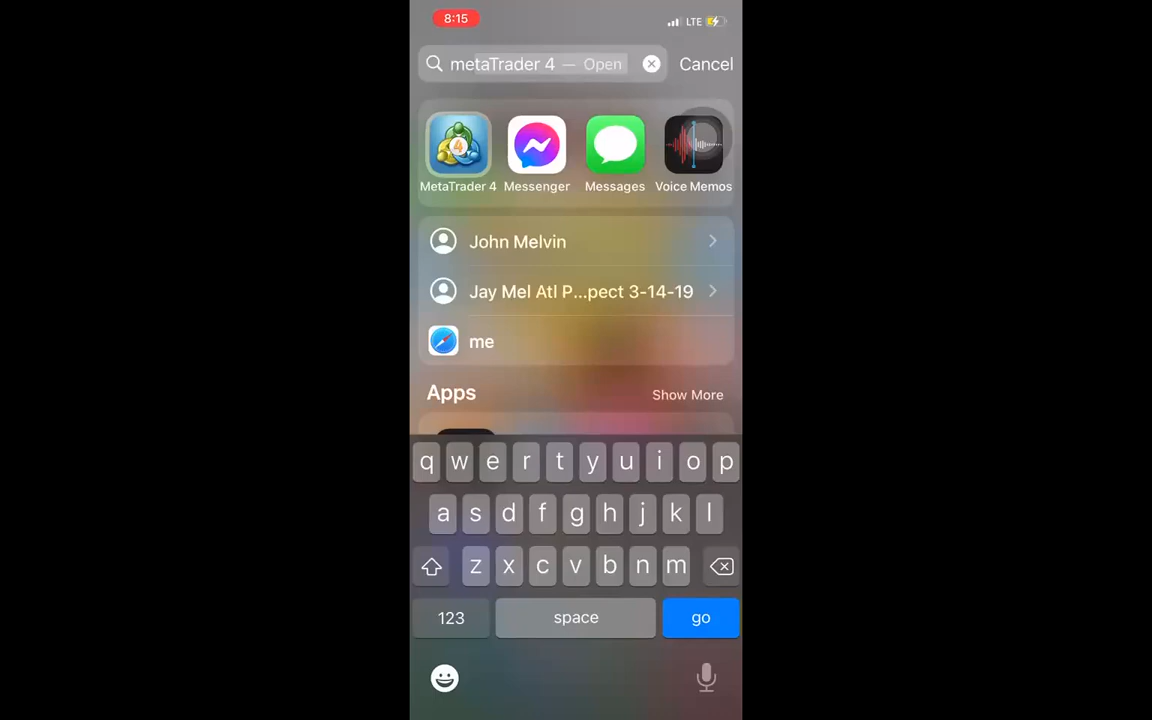 8:15
LTE
metaTrader 4 — Open
Cancel
4
MetaTrader 4
Messenger
Messages
Voice Memos
John Melvin
Jay Mel Atl P...pect 3-14-19
me
Apps
Show More
q w e r t y u i o p
a s d f g h j k l
z x c v b n m
123
space
go